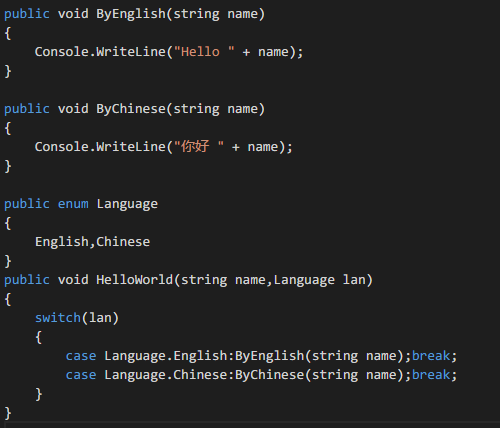 public void ByEnglish(string name)
{
    Console.WriteLine("Hello " + name);
}

public void ByChinese(string name)
{
    Console.WriteLine("你好 " + name);
}

public enum Language
{
    English,Chinese
}
public void HelloWorld(string name,Language lan)
{
    switch(lan)
    {
        case Language.English:ByEnglish(string name);break;
        case Language.Chinese:ByChinese(string name);break;
    }
}